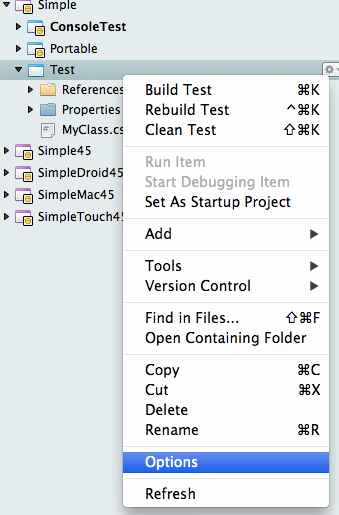 Simple
ConsoleTest
Portable
Test
References
Properties
MyClass.cs
Simple45
SimpleDroid45
SimpleMac45
SimpleTouch45
Build Test ⌘K
Rebuild Test ^⌘K
Clean Test ⇧⌘K
Run Item
Start Debugging Item
Set As Startup Project
Add
Tools
Version Control
Find in Files... ⇧⌘F
Open Containing Folder
Copy ⌘C
Cut ⌘X
Delete
Rename ⌘R
Options
Refresh